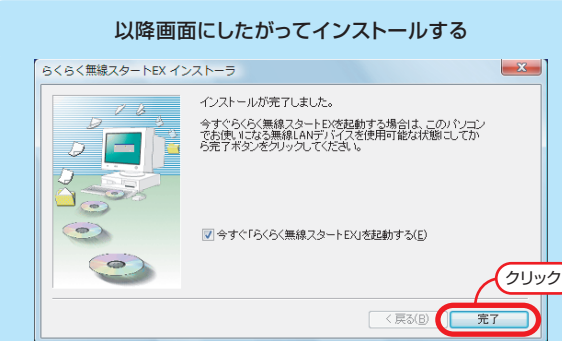 以降画面にしたがってインストールする
らくらく無線スタートEX インストーラ
インストールが完了しました。
今すぐらくらく無線スタートEXを起動する場合は、このパソコン
でお使いになる無線LANデバイスを使用可能な状態にしてか
ら完了ボタンをクリックしてください。
今すぐ「らくらく無線スタートEX」を起動する(E)
クリック
< 戻る(B)
完了